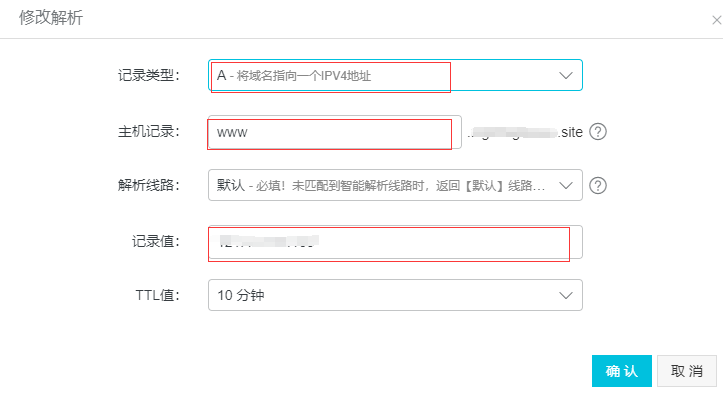 修改解析
记录类型： A - 将域名指向一个IPV4地址
主机记录： www .site ?
解析线路： 默认 - 必填！未匹配到智能解析线路时，返回【默认】线路... ?
记录值：
TTL值： 10 分钟
确 认 取 消